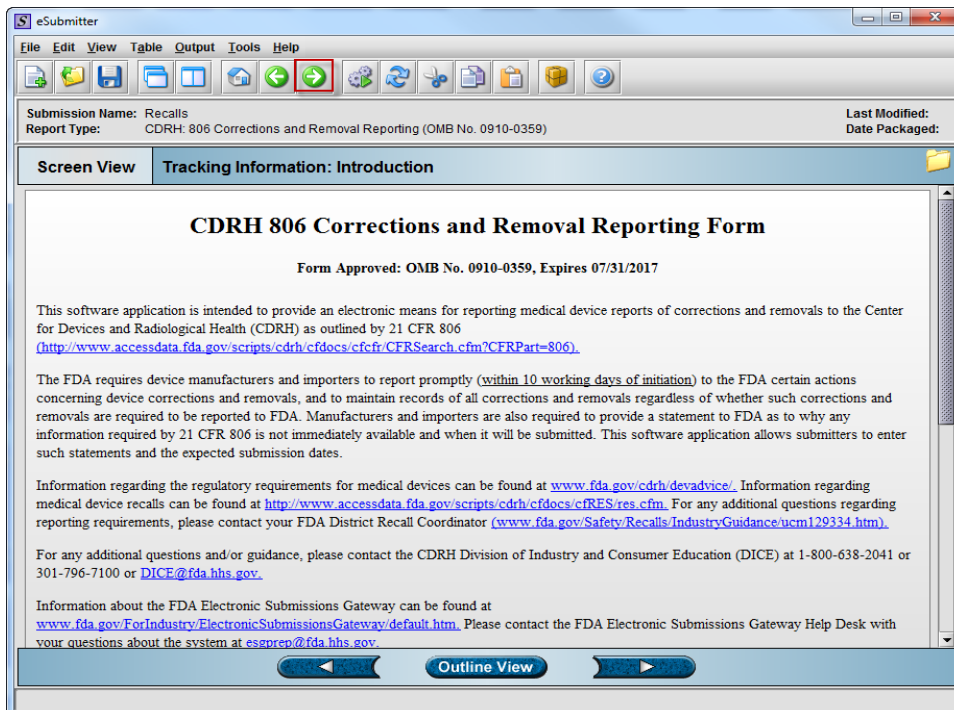 eSubmitter
File Edit View Table Output Tools Help
Submission Name: Recalls
Last Modified:
Report Type: CDRH: 806 Corrections and Removal Reporting (OMB No. 0910-0359)
Date Packaged:
Screen View
Tracking Information: Introduction
CDRH 806 Corrections and Removal Reporting Form
Form Approved: OMB No. 0910-0359, Expires 07/31/2017
This software application is intended to provide an electronic means for reporting medical device reports of corrections and removals to the Center
for Devices and Radiological Health (CDRH) as outlined by 21 CFR 806
(http://www.accessdata.fda.gov/scripts/cdrh/cfdocs/cfcfr/CFRSearch.cfm?CFRPart=806).
The FDA requires device manufacturers and importers to report promptly (within 10 working days of initiation) to the FDA certain actions
concerning device corrections and removals, and to maintain records of all corrections and removals regardless of whether such corrections and
removals are required to be reported to FDA. Manufacturers and importers are also required to provide a statement to FDA as to why any
information required by 21 CFR 806 is not immediately available and when it will be submitted. This software application allows submitters to enter
such statements and the expected submission dates.
Information regarding the regulatory requirements for medical devices can be found at www.fda.gov/cdrh/devadvice/. Information regarding
medical device recalls can be found at http://www.accessdata.fda.gov/scripts/cdrh/cfdocs/cfRES/res.cfm. For any additional questions regarding
reporting requirements, please contact your FDA District Recall Coordinator (www.fda.gov/Safety/Recalls/IndustryGuidance/ucm129334.htm).
For any additional questions and/or guidance, please contact the CDRH Division of Industry and Consumer Education (DICE) at 1-800-638-2041 or
301-796-7100 or DICE@fda.hhs.gov.
Information about the FDA Electronic Submissions Gateway can be found at
www.fda.gov/ForIndustry/ElectronicSubmissionsGateway/default.htm. Please contact the FDA Electronic Submissions Gateway Help Desk with
your questions about the system at esgprep@fda.hhs.gov.
Outline View